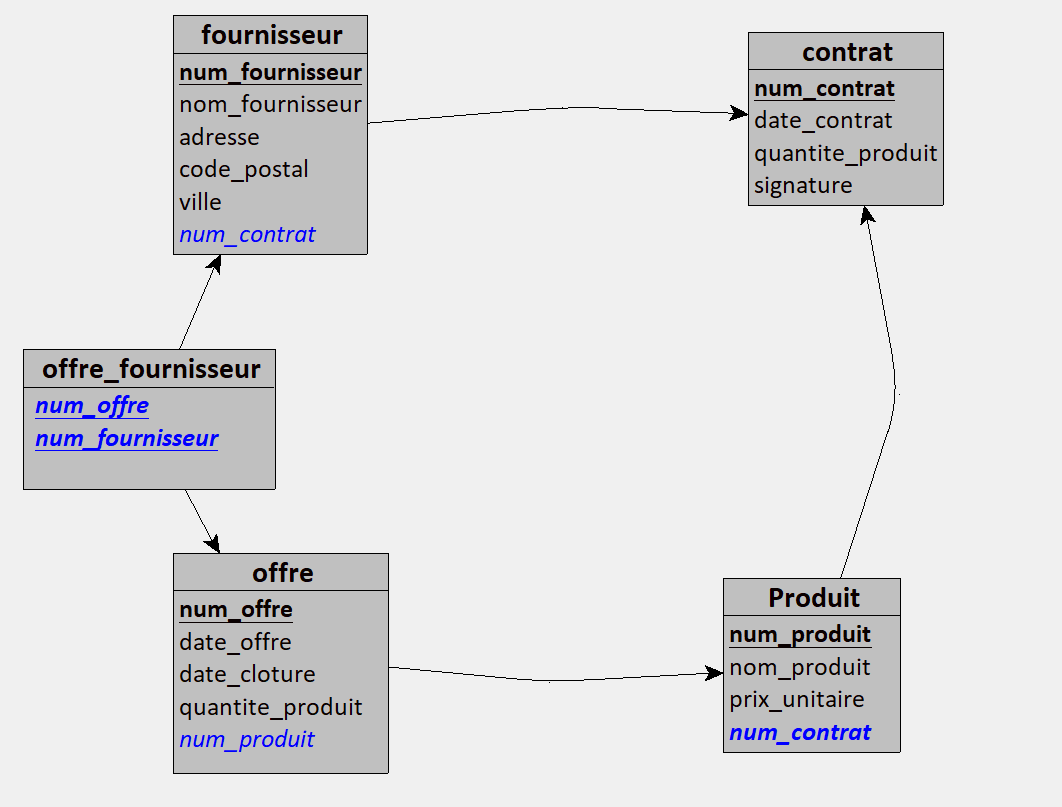 fournisseur
num_fournisseur
nom_fournisseur
adresse
code_postal
ville
num_contrat
contrat
num_contrat
date_contrat
quantite_produit
signature
offre_fournisseur
num_offre
num_fournisseur
offre
num_offre
date_offre
date_cloture
quantite_produit
num_produit
Produit
num_produit
nom_produit
prix_unitaire
num_contrat